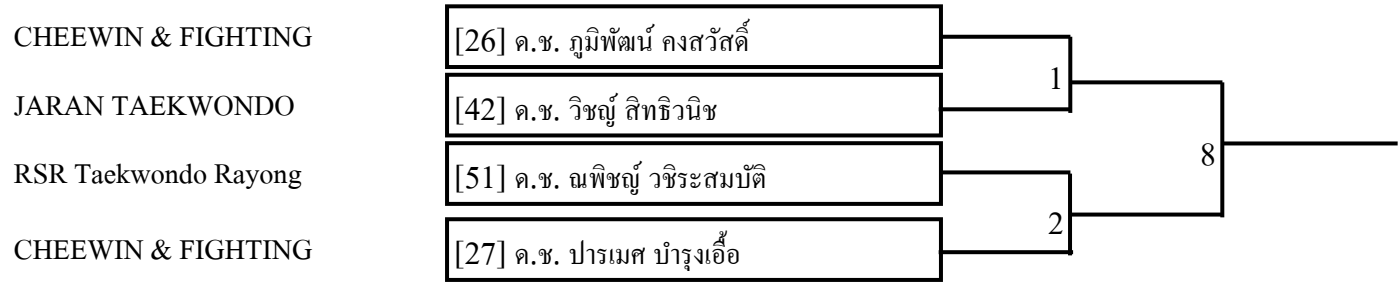 CHEEWIN & FIGHTING [26] ด.ช. ภูมิพัฒน์ คงสวัสดิ์
1
JARAN TAEKWONDO [42] ด.ช. วิชญ์ สิทธิวนิช
8
RSR Taekwondo Rayong [51] ด.ช. ณพิชญ์ วชิระสมบัติ
2
CHEEWIN & FIGHTING [27] ด.ช. ปารเมศ บำรุงเอื้อ